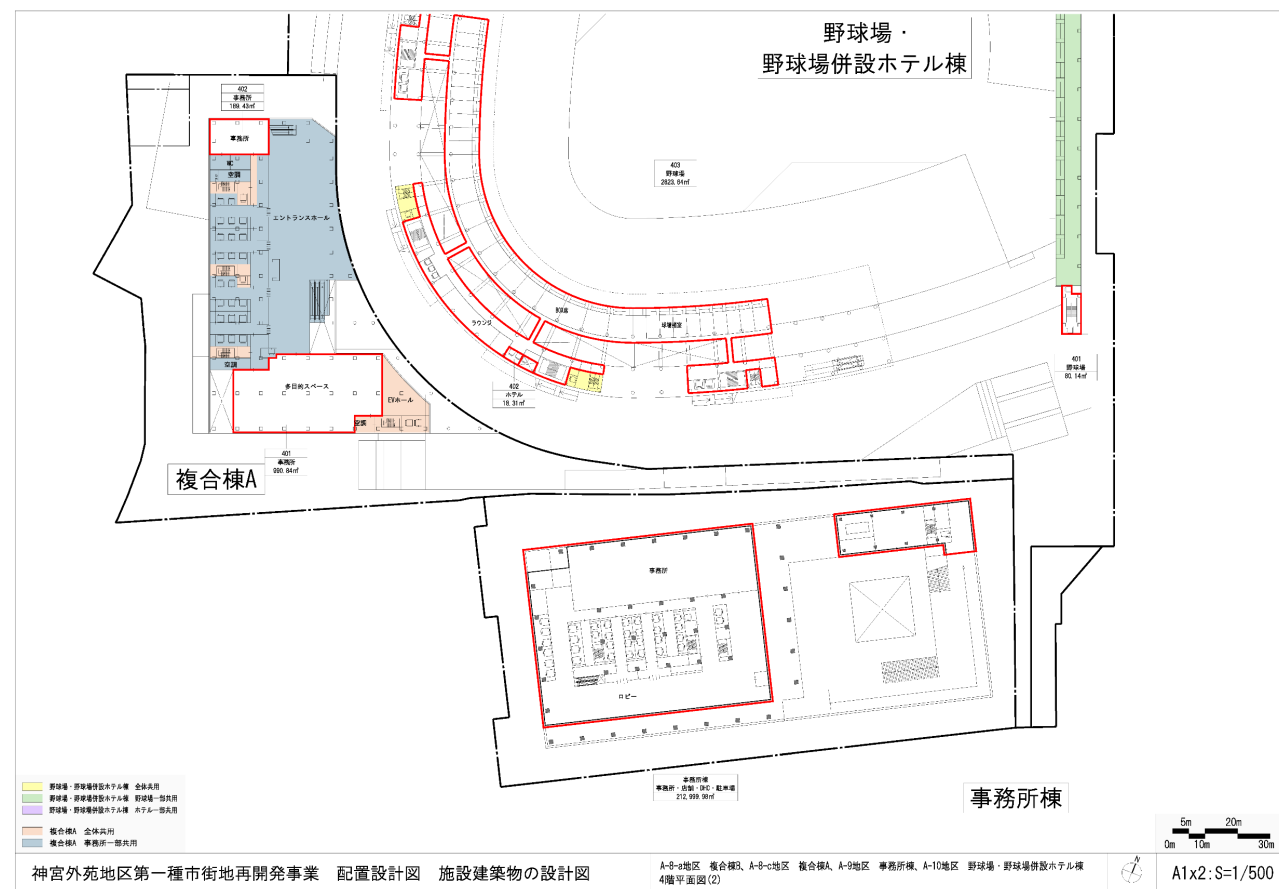 野球場・
野球場併設ホテル棟
402
事務所
189.43㎡
事務所
WC
空調
エントランスホール
403
野球場
2623.64㎡
BOX席
ラウンジ
球場諸室
402
ホテル
18.31㎡
401
野球場
80.14㎡
空調
多目的スペース
EVホール
空調
401
事務所
990.84㎡
複合棟A
事務所
ロビー
事務所棟
事務所・店舗・DHC・駐車場
212,999.98㎡
事務所棟
野球場・野球場併設ホテル棟 全体共用
野球場・野球場併設ホテル棟 野球場一部共用
野球場・野球場併設ホテル棟 ホテル一部共用
複合棟A 全体共用
複合棟A 事務所一部共用
5m 20m
0m 10m 30m
神宮外苑地区第一種市街地再開発事業 配置設計図 施設建築物の設計図
A-8-a地区 複合棟B、A-8-c地区 複合棟A、A-9地区 事務所棟、A-10地区 野球場・野球場併設ホテル棟
4階平面図(2)
N
A1x2:S=1/500